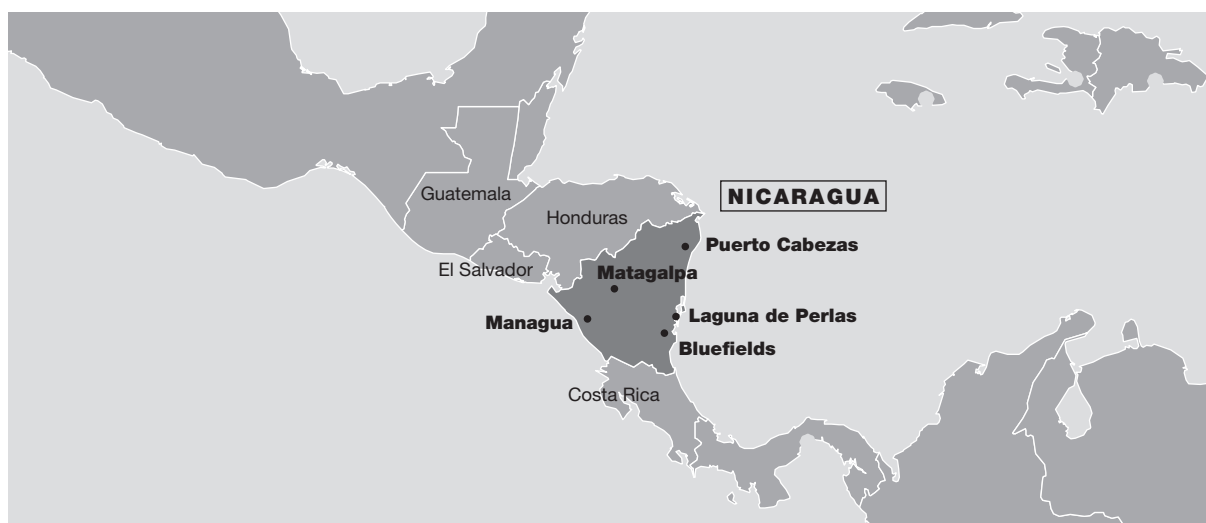 Guatemala
NICARAGUA
Honduras
Puerto Cabezas
El Salvador
Matagalpa
Managua
Laguna de Perlas
Bluefields
Costa Rica